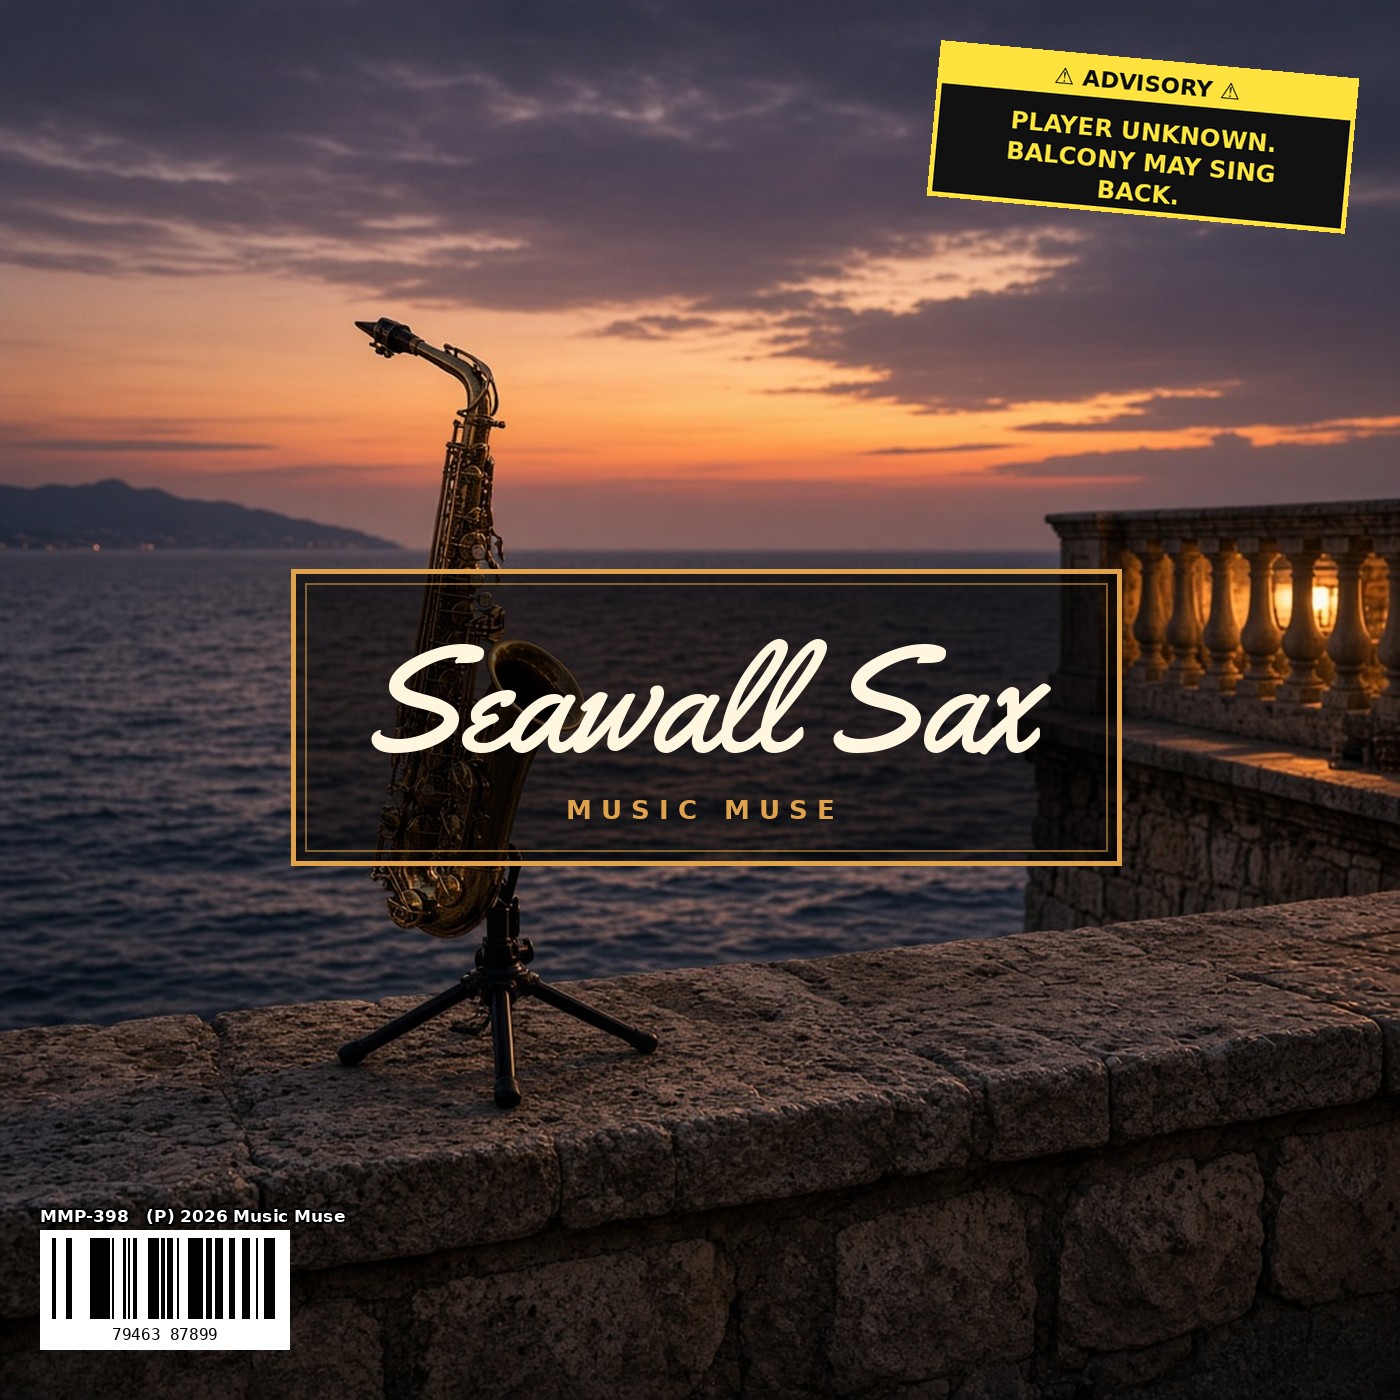 ⚠ ADVISORY ⚠
PLAYER UNKNOWN.
BALCONY MAY SING
BACK.
Seawall Sax
MUSIC MUSE
MMP-398 (P) 2026 Music Muse
79463 87899